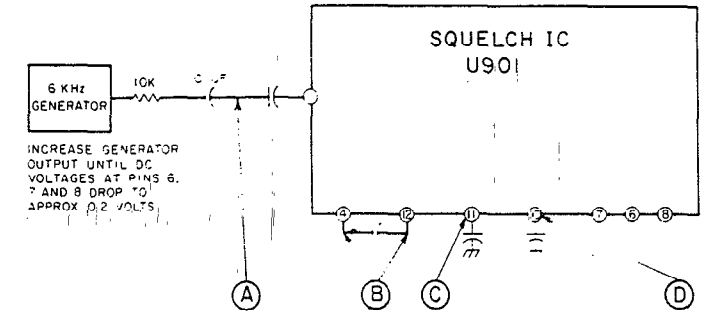 SQUELCH IC
U901
6 KHz
GENERATOR
10K
INCREASE GENERATOR
OUTPUT UNTIL DC
VOLTAGES AT PINS 6,
7 AND 8 DROP TO
APPROX 0.2 VOLTS
4
12
11
7
6
8
A
B
C
D